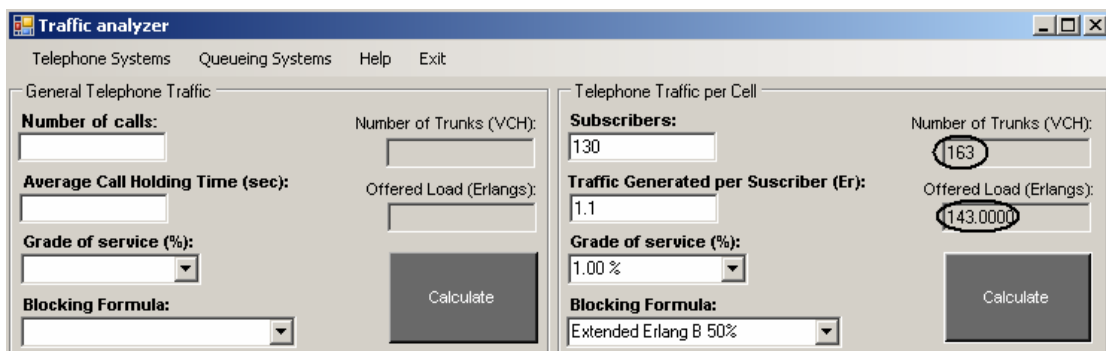 Traffic analyzer
Telephone Systems Queueing Systems Help Exit
General Telephone Traffic
Number of calls:
Number of Trunks (VCH):
Average Call Holding Time (sec):
Offered Load (Erlangs):
Grade of service (%):
Calculate
Blocking Formula:
Telephone Traffic per Cell
Subscribers:
130
Number of Trunks (VCH):
163
Traffic Generated per Suscriber (Er):
1.1
Offered Load (Erlangs):
143.0000
Grade of service (%):
1.00 %
Calculate
Blocking Formula:
Extended Erlang B 50%